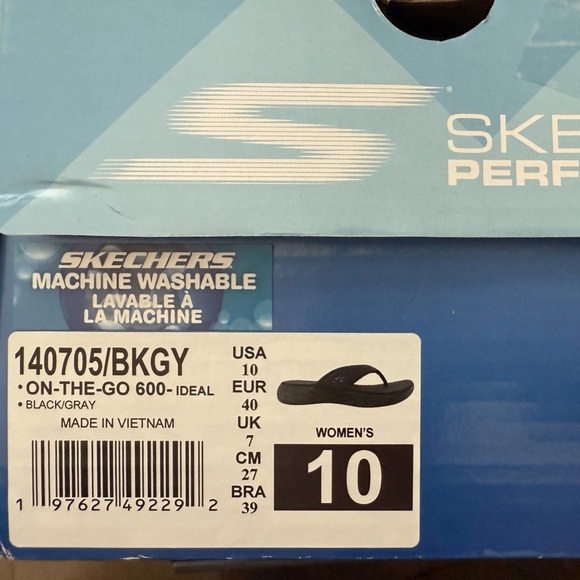 SKE
PERF
SKECHERS
MACHINE WASHABLE
LAVABLE À
LA MACHINE
140705/BKGY
• ON-THE-GO 600- IDEAL
• BLACK/GRAY
MADE IN VIETNAM
1 97627 49229 2
USA
10
EUR
40
UK
7
CM
27
BRA
39
WOMEN'S
10